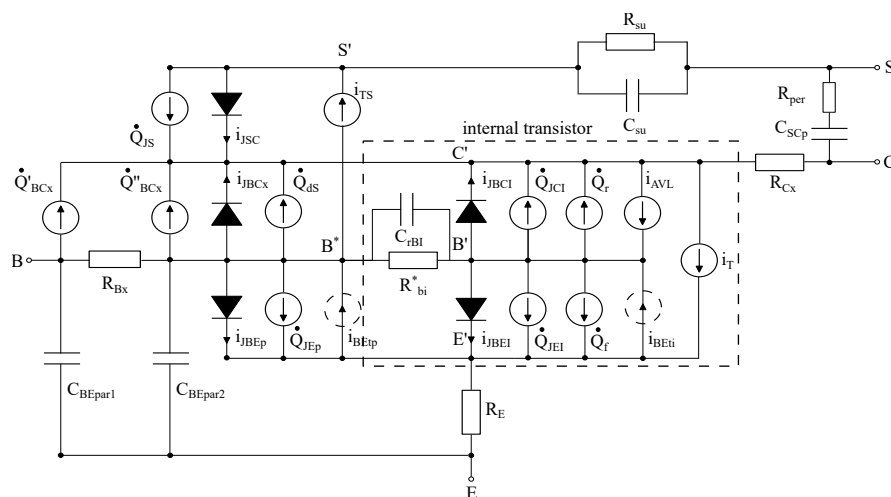 R_su
S'
S
i_TS
R_per
Q̇_JS
C_su
i_JSC
internal transistor
C_SCp
C'
C
Q̇'_BCx
Q̇"_BCx
i_JBCx
Q̇_dS
i_JBCI
Q̇_JCI
Q̇_r
i_AVL
R_Cx
C_rBI
B*
B'
B
i_T
R_Bx
R*_bi
E'
i_JBEp
Q̇_JEp
i_BEtp
i_JBEI
Q̇_JEI
Q̇_f
i_BEti
C_BEpar1
C_BEpar2
R_E
E